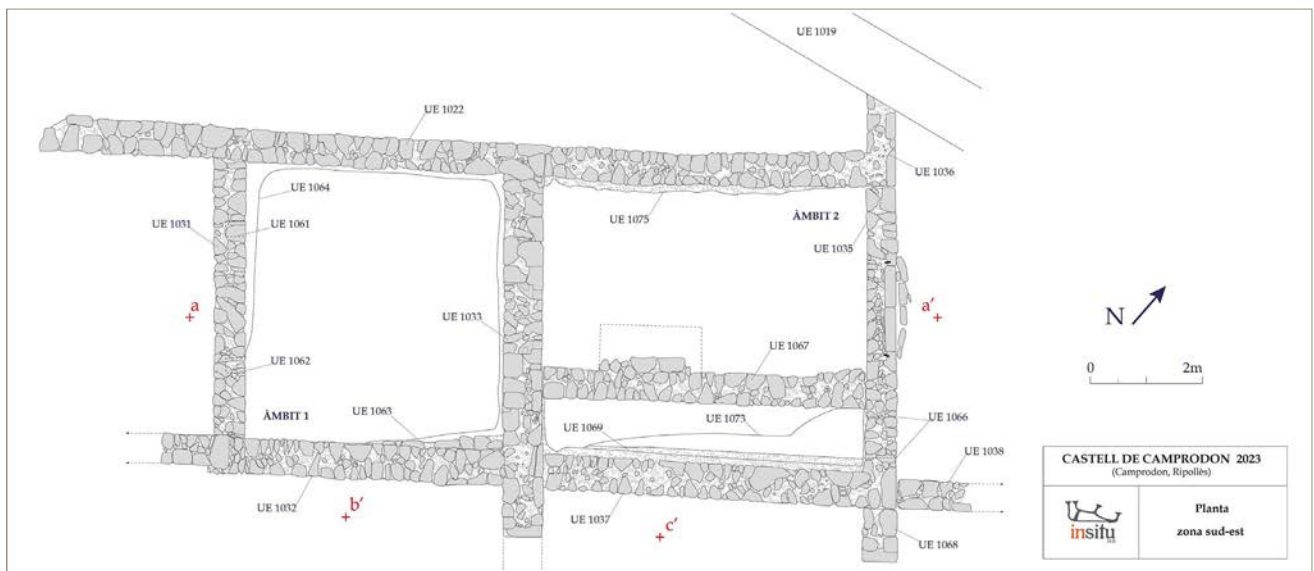 UE 1019
UE 1022
UE 1036
UE 1064
UE 1075
ÀMBIT 2
UE 1031
UE 1061
UE 1035
a
a'
N
UE 1033
UE 1067
UE 1062
0 2m
ÀMBIT 1
UE 1063
UE 1073
UE 1069
UE 1066
UE 1038
UE 1032
b'
UE 1037
c'
UE 1068
CASTELL DE CAMPRODON 2023
(Camprodon, Ripollès)
insitu
Planta
zona sud-est